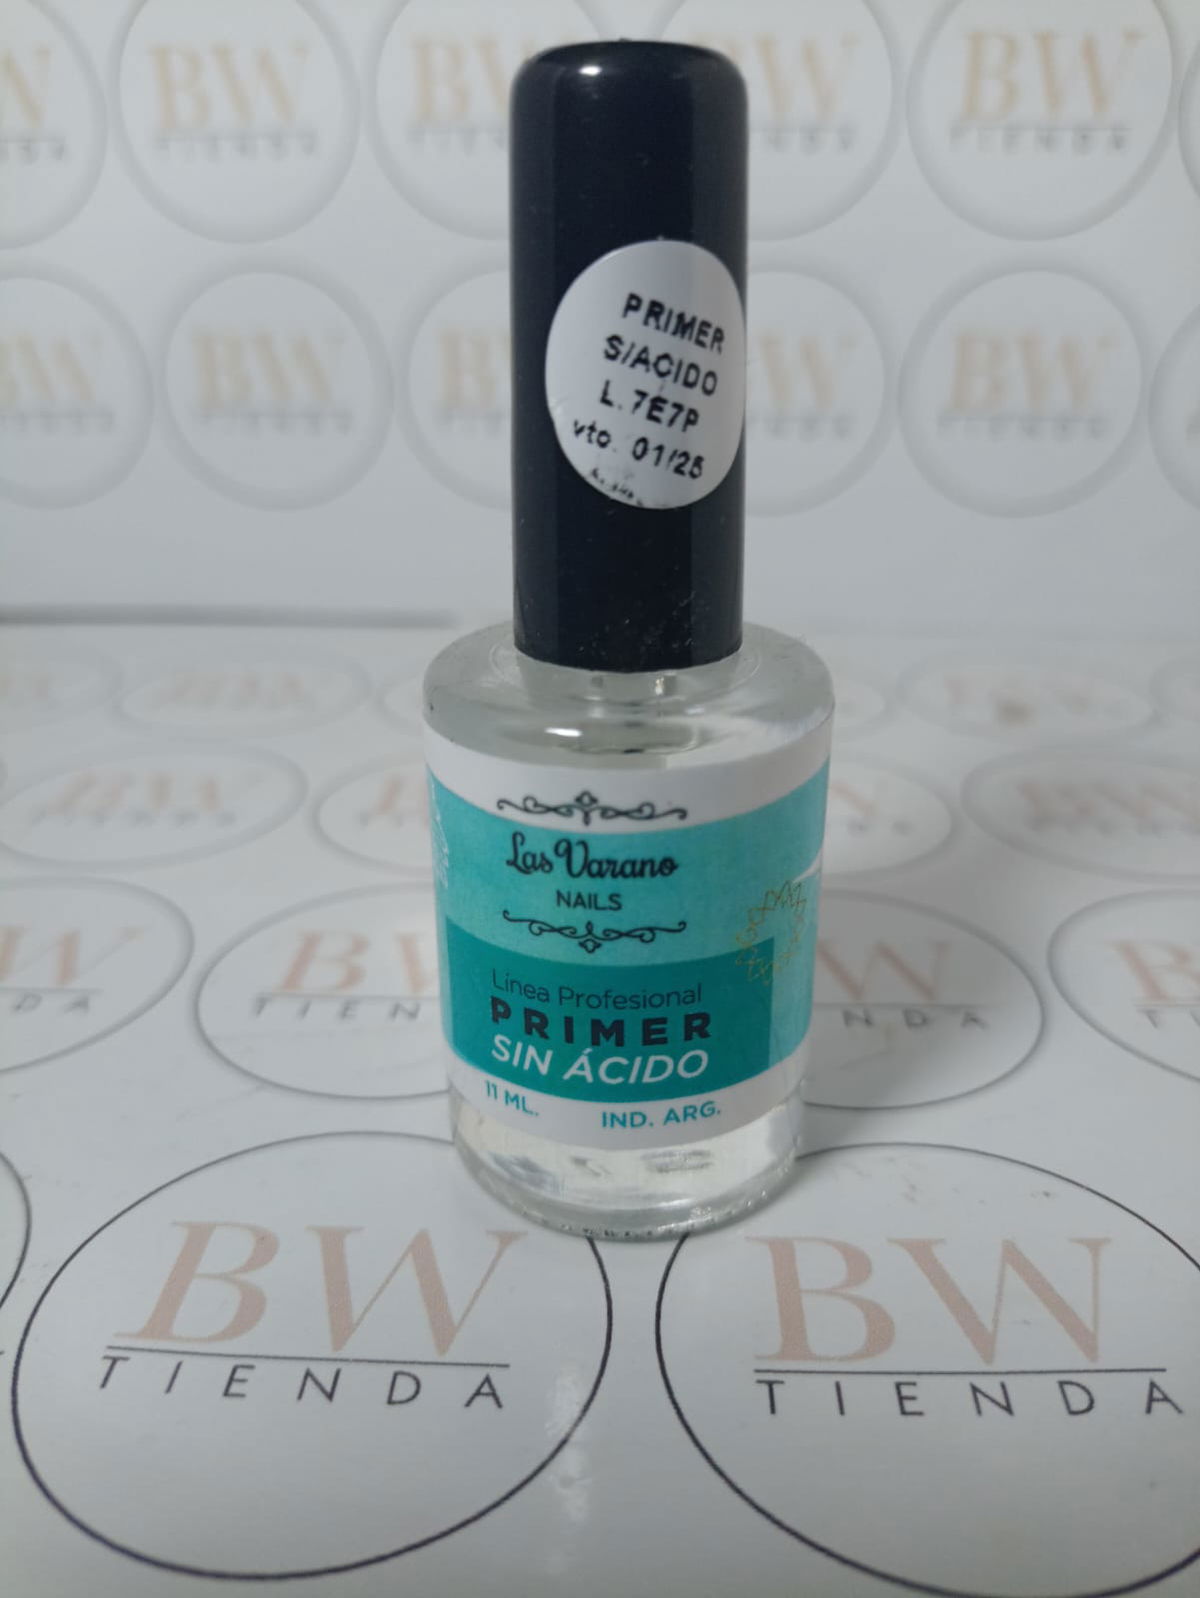 PRIMER
S/ACIDO
L.7E7P
vto. 01/25
Las Varano
NAILS
Línea Profesional
PRIMER
SIN ÁCIDO
11 ML.
IND. ARG.
BW
TIENDA
BW
TIENDA